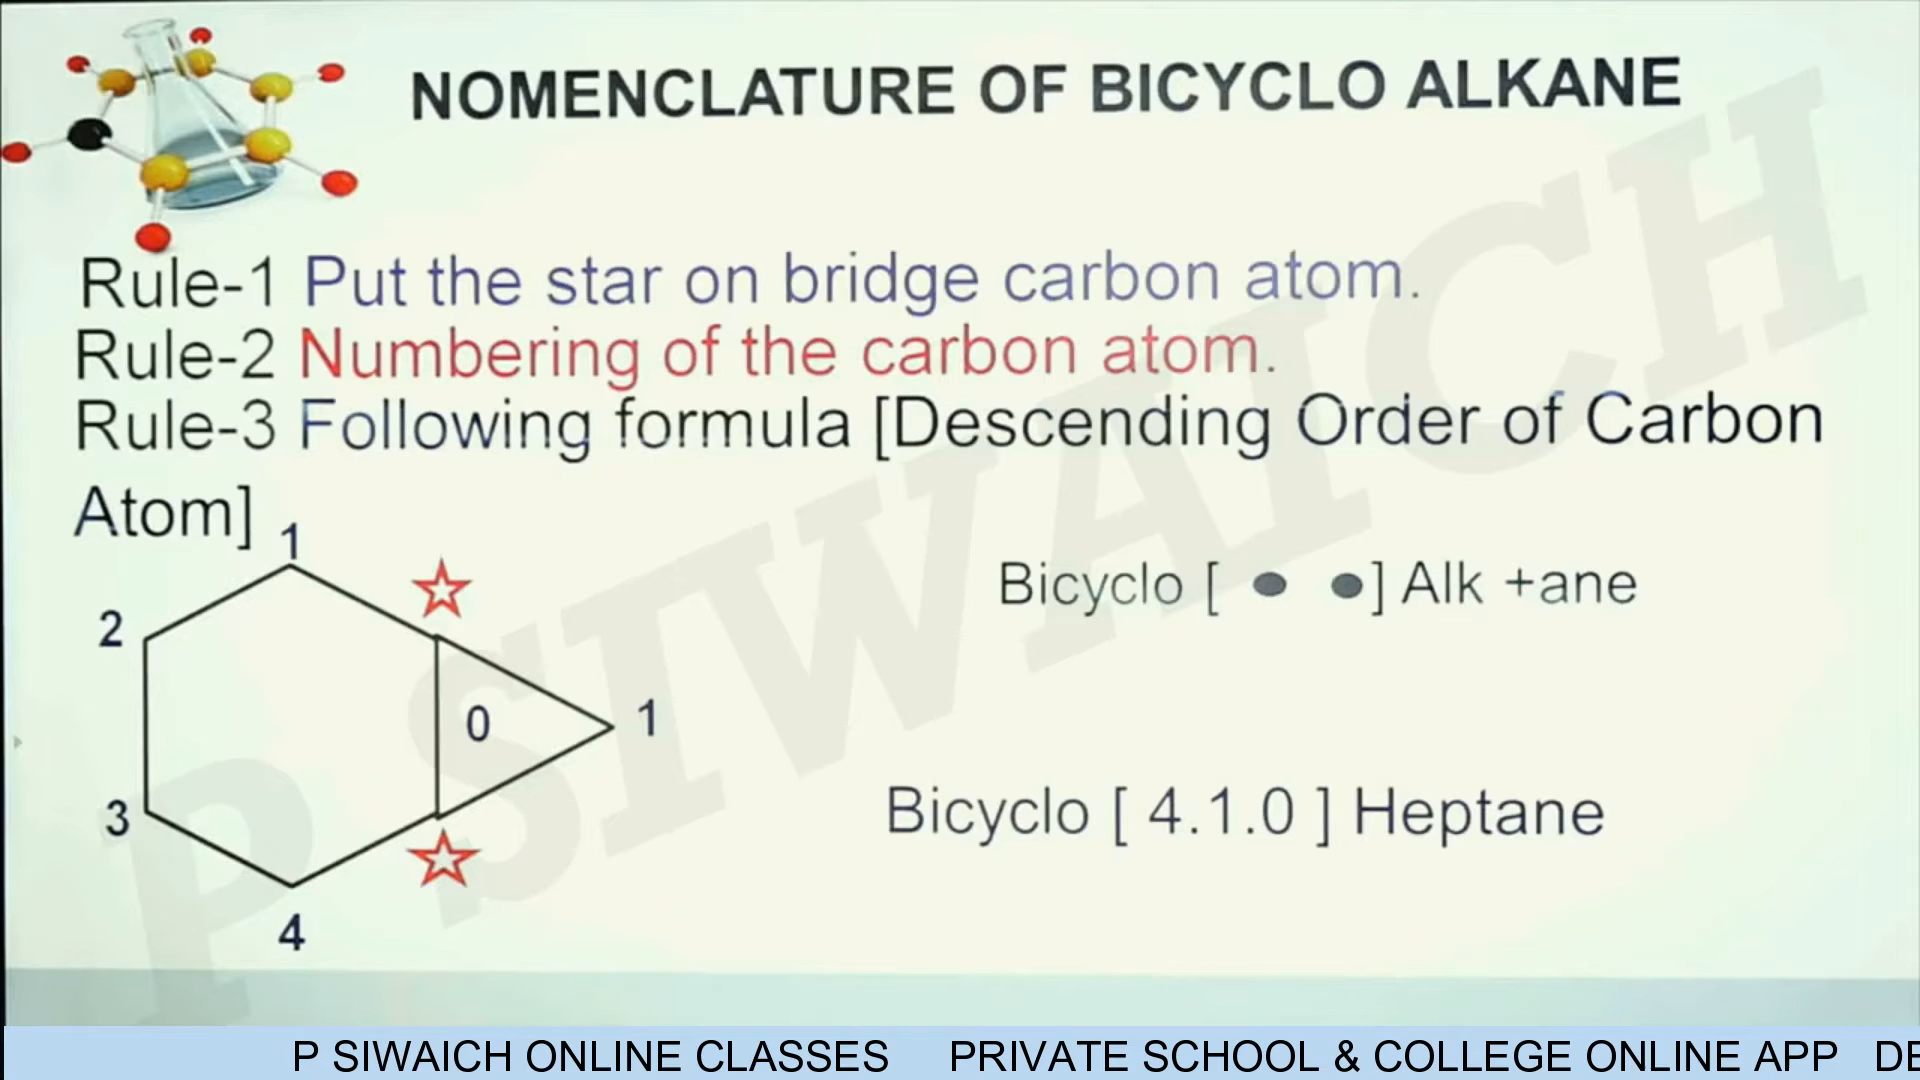 NOMENCLATURE OF BICYCLO ALKANE
Rule-1 Put the star on bridge carbon atom.
Rule-2 Numbering of the carbon atom.
Rule-3 Following formula [Descending Order of Carbon
Atom]
1
2
Bicyclo [ • • ] Alk +ane
0
1
3
Bicyclo [ 4.1.0 ] Heptane
4
P SIWAICH
P SIWAICH ONLINE CLASSES PRIVATE SCHOOL & COLLEGE ONLINE APP DE